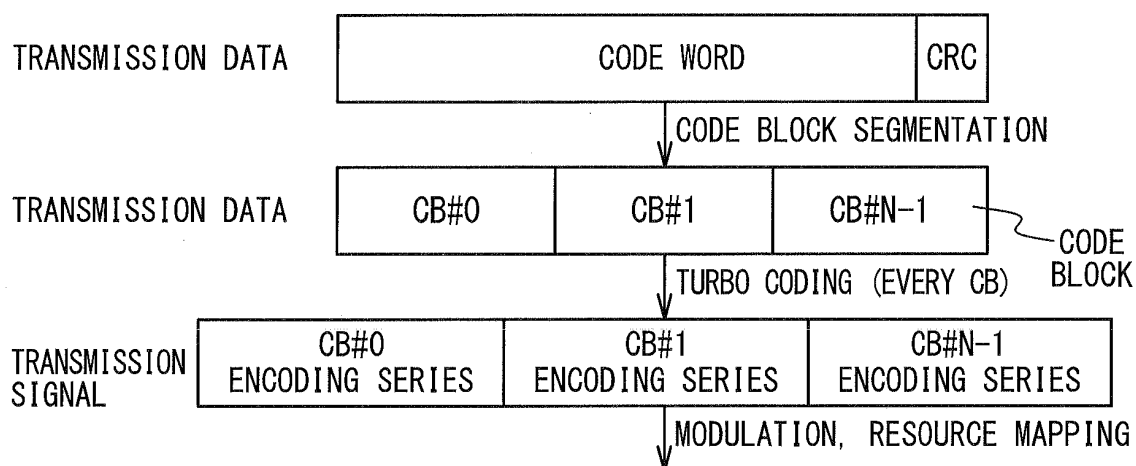 TRANSMISSION DATA
CODE WORD
CRC
CODE BLOCK SEGMENTATION
TRANSMISSION DATA
CB#0
CB#1
CB#N-1
CODE
BLOCK
TURBO CODING (EVERY CB)
TRANSMISSION
SIGNAL
CB#0
ENCODING SERIES
CB#1
ENCODING SERIES
CB#N-1
ENCODING SERIES
MODULATION, RESOURCE MAPPING